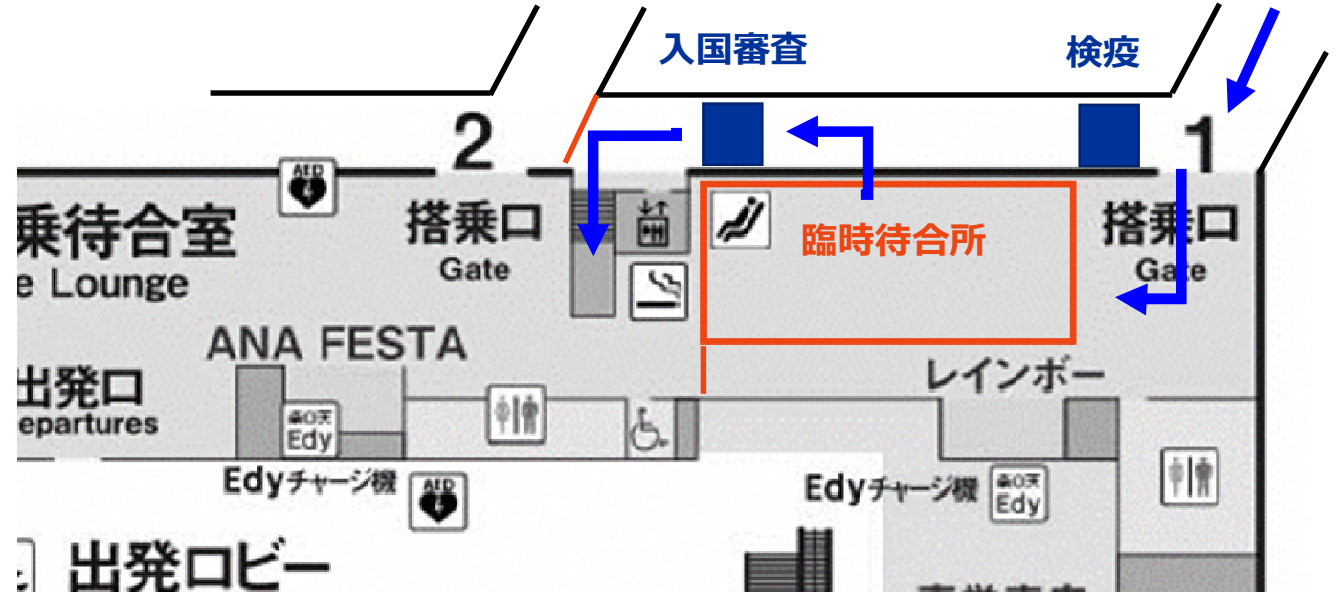 入国審査
検疫
AED
2
1
乗待合室
e Lounge
搭乗口
Gate
臨時待合所
搭乗口
Gate
ANA FESTA
レインボー
出発口
epartures
Edy
Edyチャージ機
AED
Edyチャージ機
Edy
出発ロビー